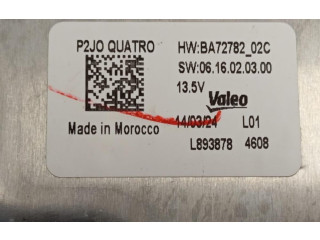 P2JO QUATRO HW:BA72782_02C
SW:06.16.02.03.00
13.5V Valeo
Made in Morocco 14/03/24 L01
L893878 4608